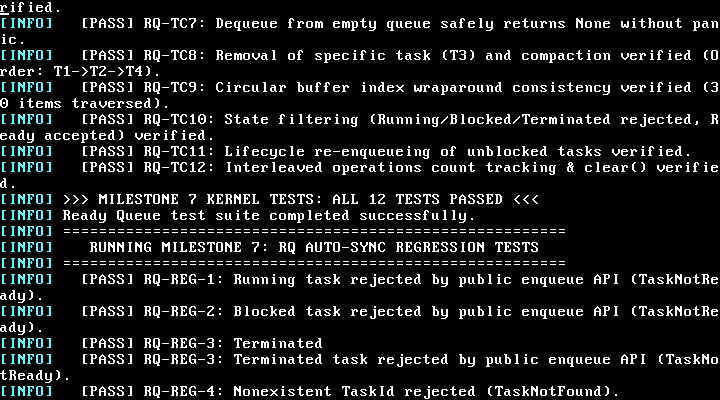 rified.
[INFO]   [PASS] RQ-TC7: Dequeue from empty queue safely returns None without pan
ic.
[INFO]   [PASS] RQ-TC8: Removal of specific task (T3) and compaction verified (O
rder: T1->T2->T4).
[INFO]   [PASS] RQ-TC9: Circular buffer index wraparound consistency verified (3
0 items traversed).
[INFO]   [PASS] RQ-TC10: State filtering (Running/Blocked/Terminated rejected, R
eady accepted) verified.
[INFO]   [PASS] RQ-TC11: Lifecycle re-enqueueing of unblocked tasks verified.
[INFO]   [PASS] RQ-TC12: Interleaved operations count tracking & clear() verifie
d.
[INFO] >>> MILESTONE 7 KERNEL TESTS: ALL 12 TESTS PASSED <<<
[INFO] Ready Queue test suite completed successfully.
[INFO] ========================================================
[INFO]    RUNNING MILESTONE 7: RQ AUTO-SYNC REGRESSION TESTS
[INFO] ========================================================
[INFO]   [PASS] RQ-REG-1: Running task rejected by public enqueue API (TaskNotRe
ady).
[INFO]   [PASS] RQ-REG-2: Blocked task rejected by public enqueue API (TaskNotRe
ady).
[INFO]   [PASS] RQ-REG-3: Terminated
[INFO]   [PASS] RQ-REG-3: Terminated task rejected by public enqueue API (TaskNo
tReady).
[INFO]   [PASS] RQ-REG-4: Nonexistent TaskId rejected (TaskNotFound).